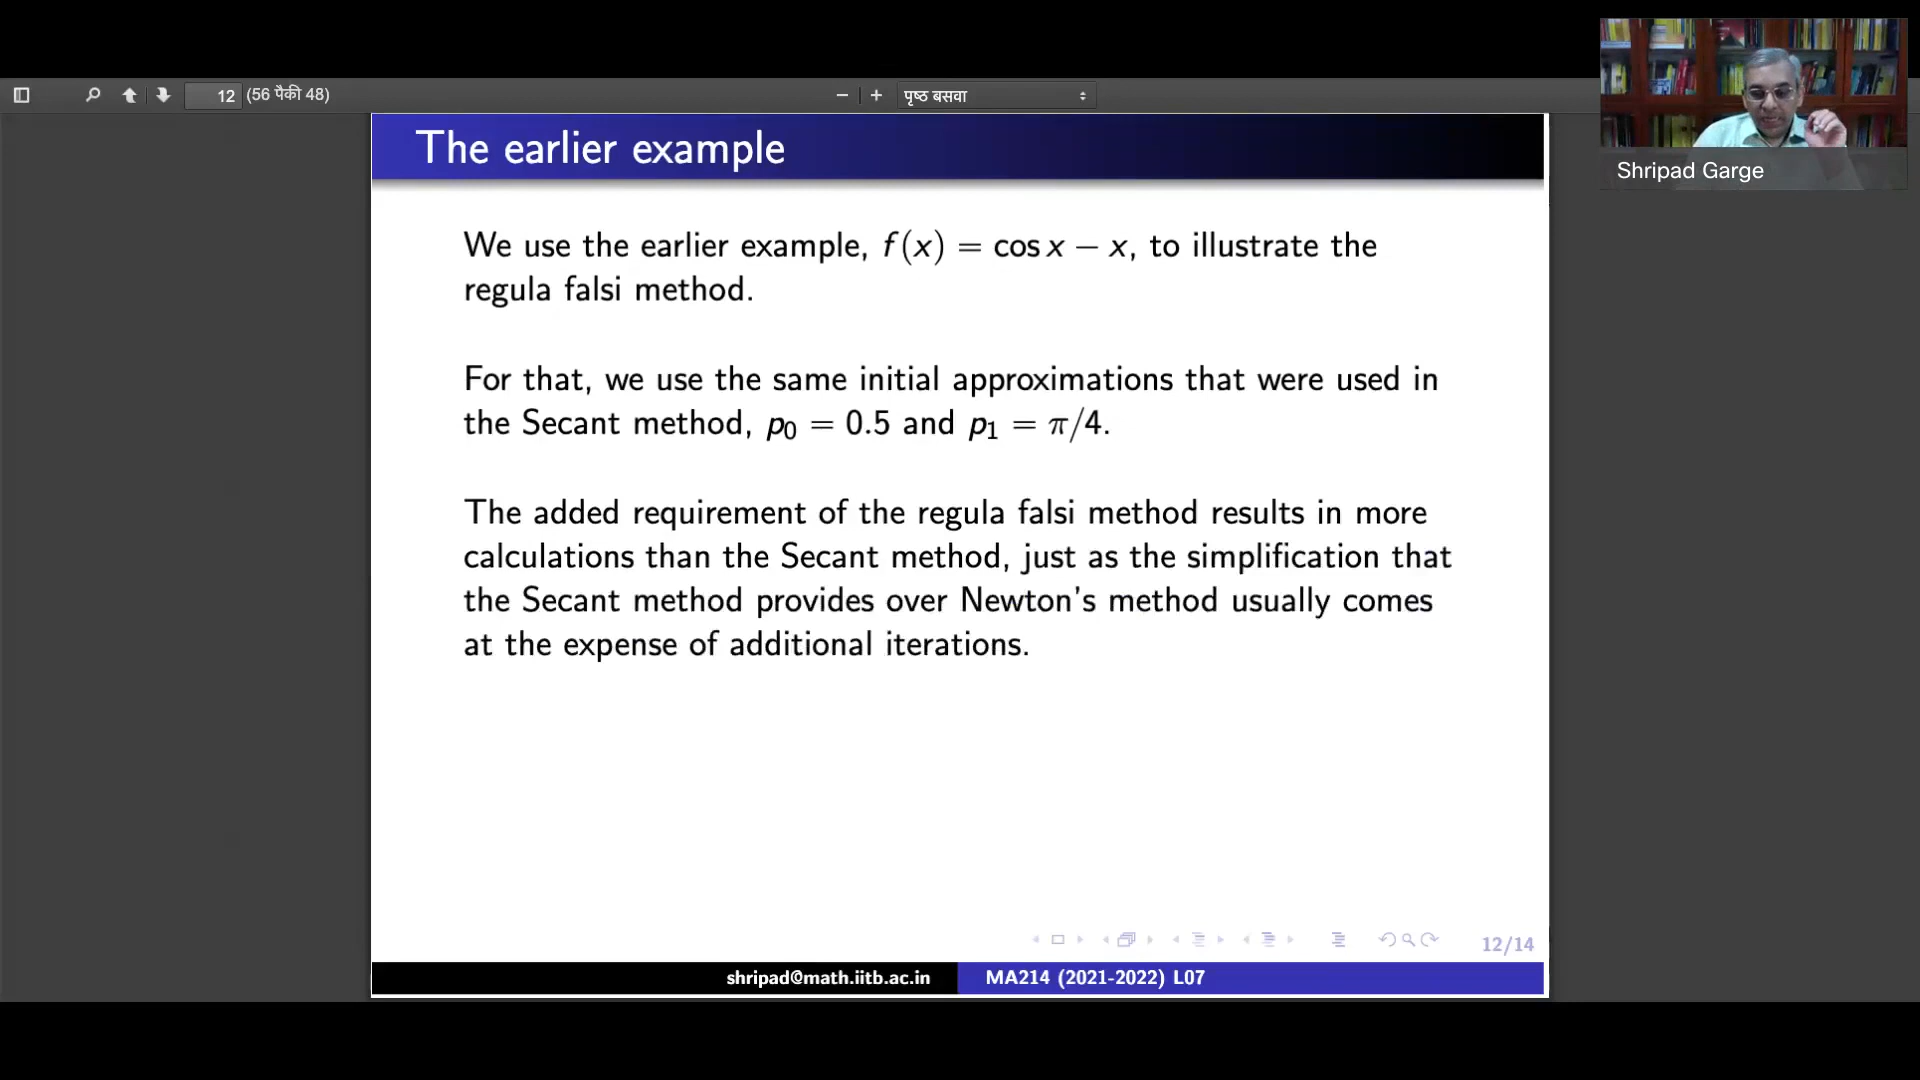 12 (56 पैकी 48)
पृष्ठ बसवा
Shripad Garge
The earlier example
We use the earlier example, f(x) = cos x − x, to illustrate the
regula falsi method.
For that, we use the same initial approximations that were used in
the Secant method, p₀ = 0.5 and p₁ = π/4.
The added requirement of the regula falsi method results in more
calculations than the Secant method, just as the simplification that
the Secant method provides over Newton's method usually comes
at the expense of additional iterations.
12/14
shripad@math.iitb.ac.in MA214 (2021-2022) L07